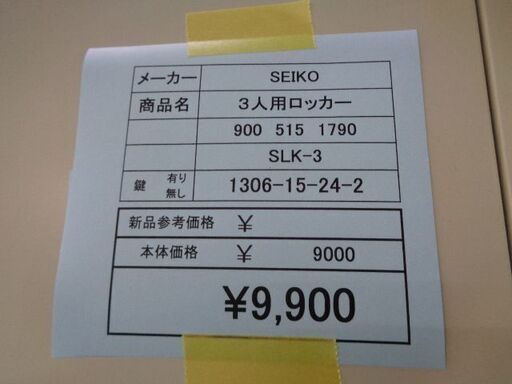 メーカー SEIKO
商品名 3人用ロッカー
900 515 1790
SLK-3
鍵 有り 無し 1306-15-24-2
新品参考価格 ¥
本体価格 ¥ 9000
¥9,900